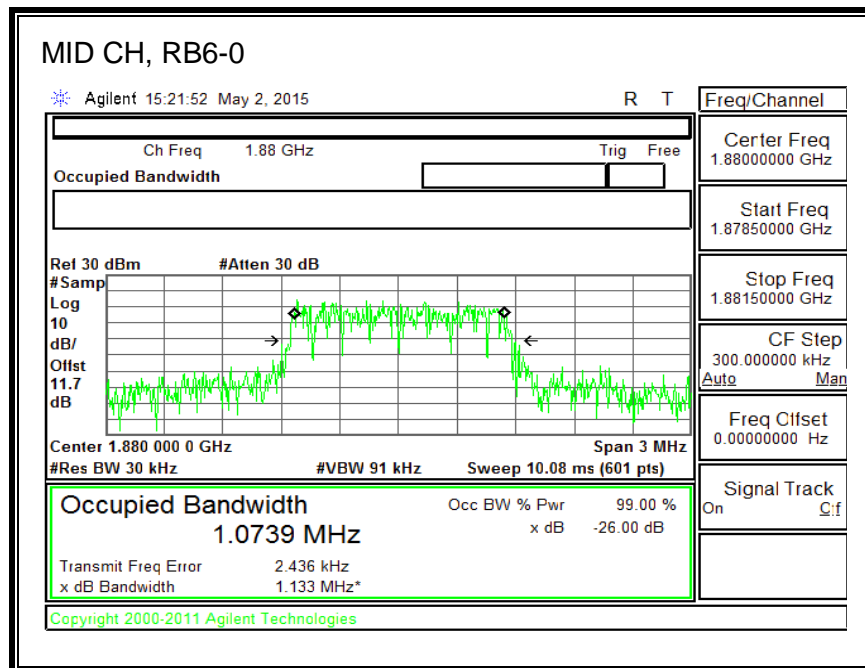 MID CH, RB6-0
Agilent 15:21:52 May 2, 2015 R T
Freq/Channel
Ch Freq 1.88 GHz Trig Free
Occupied Bandwidth
Center Freq
1.88000000 GHz
Start Freq
1.87850000 GHz
Stop Freq
1.88150000 GHz
CF Step
300.000000 kHz
Auto Man
Freq Offset
0.00000000 Hz
Signal Track
On Off
Ref 30 dBm #Atten 30 dB
#Samp
Log
10
dB/
Offst
11.7
dB
Center 1.880 000 0 GHz Span 3 MHz
#Res BW 30 kHz #VBW 91 kHz Sweep 10.08 ms (601 pts)
Occupied Bandwidth Occ BW % Pwr 99.00 %
1.0739 MHz x dB -26.00 dB
Transmit Freq Error 2.436 kHz
x dB Bandwidth 1.133 MHz*
Copyright 2000-2011 Agilent Technologies